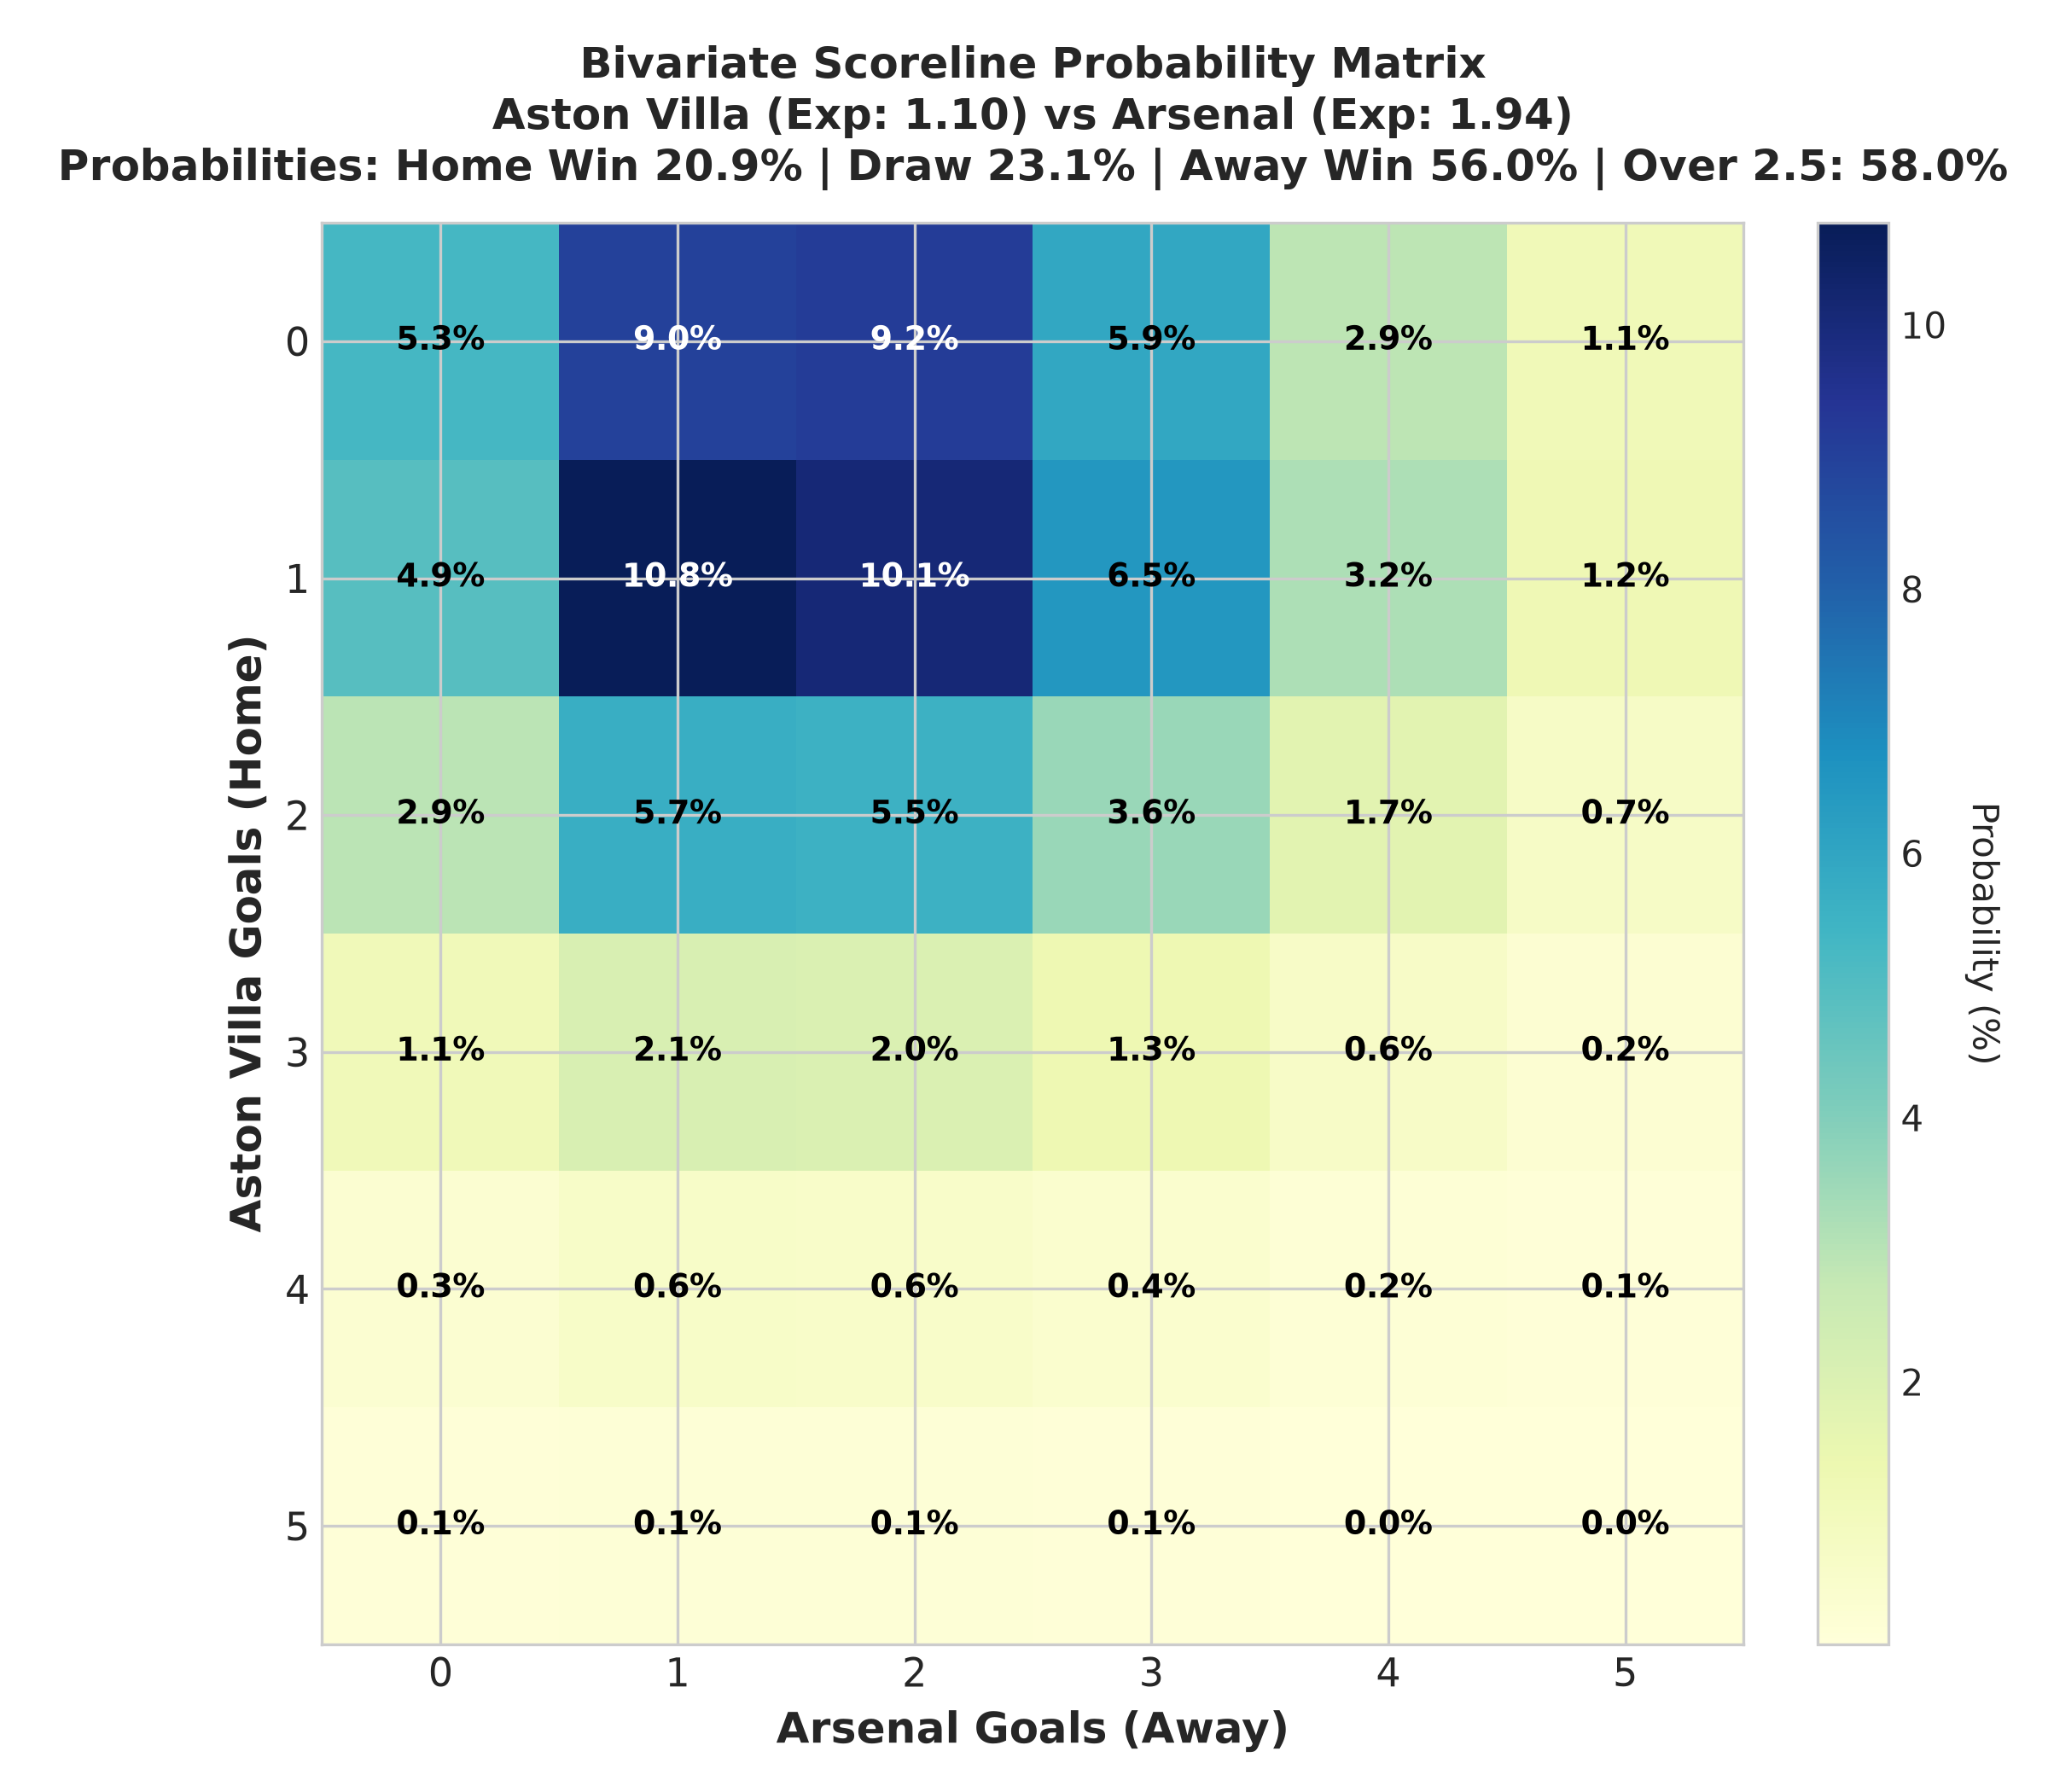 Bivariate Scoreline Probability Matrix
Aston Villa (Exp: 1.10) vs Arsenal (Exp: 1.94)
Probabilities: Home Win 20.9% | Draw 23.1% | Away Win 56.0% | Over 2.5: 58.0%
Aston Villa Goals (Home)
0 5.3% 9.0% 9.2% 5.9% 2.9% 1.1%
1 4.9% 10.8% 10.1% 6.5% 3.2% 1.2%
2 2.9% 5.7% 5.5% 3.6% 1.7% 0.7%
3 1.1% 2.1% 2.0% 1.3% 0.6% 0.2%
4 0.3% 0.6% 0.6% 0.4% 0.2% 0.1%
5 0.1% 0.1% 0.1% 0.1% 0.0% 0.0%
0 1 2 3 4 5
Arsenal Goals (Away)
10
8
6
4
2
Probability (%)